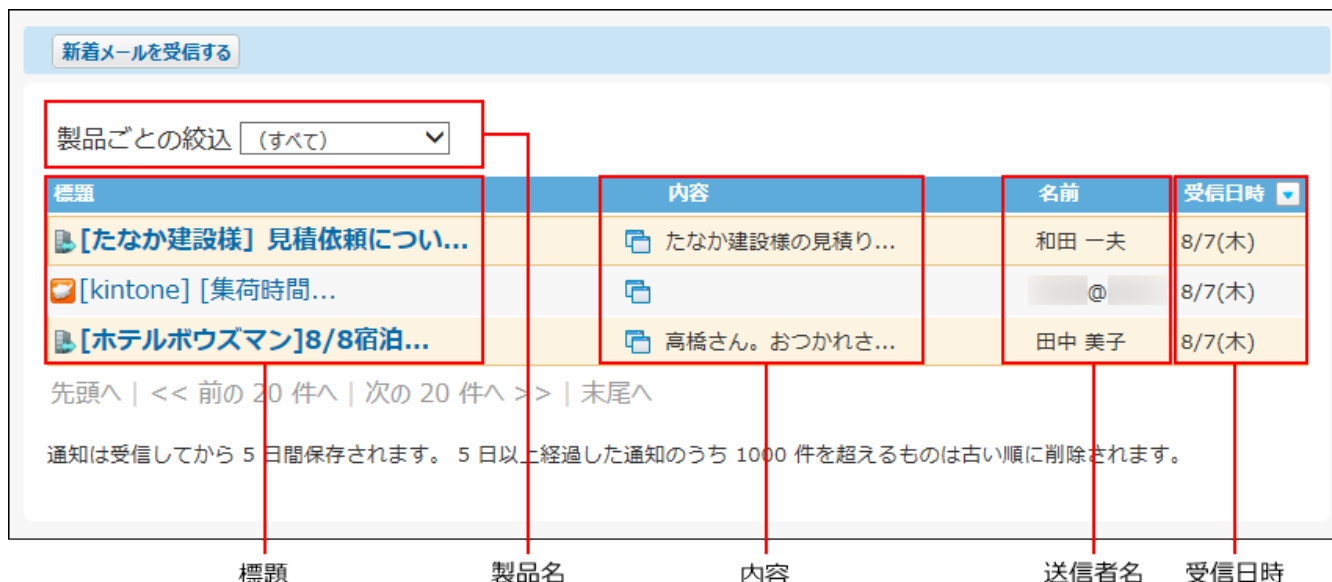 新着メールを受信する
製品ごとの絞込 (すべて)
標題 内容 名前 受信日時
[たなか建設様] 見積依頼につい... たなか建設様の見積り... 和田 一夫 8/7(木)
[kintone] [集荷時間... @ 8/7(木)
[ホテルボウズマン]8/8宿泊... 高橋さん。おつかれさ... 田中 美子 8/7(木)
先頭へ | << 前の 20 件へ | 次の 20 件へ >> | 末尾へ
通知は受信してから 5 日間保存されます。 5 日以上経過した通知のうち 1000 件を超えるものは古い順に削除されます。
標題 製品名 内容 送信者名 受信日時